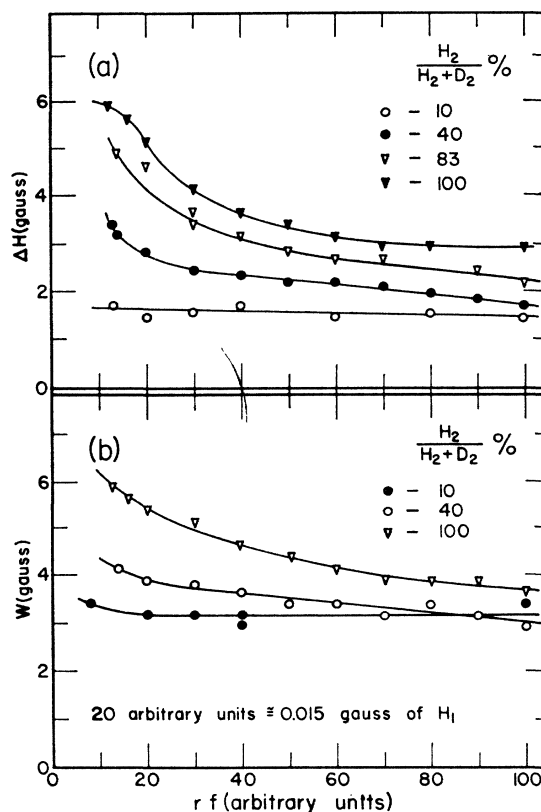 (a)
H2
H2+D2 %
○ - 10
● - 40
▽ - 83
▼ - 100
6
4
2
0
ΔH(gauss)
(b)
H2
H2+D2 %
● - 10
○ - 40
▽ - 100
6
4
2
0
W(gauss)
20 arbitrary units ≅ 0.015 gauss of H1
0 20 40 60 80 100
rf(arbitrary units)